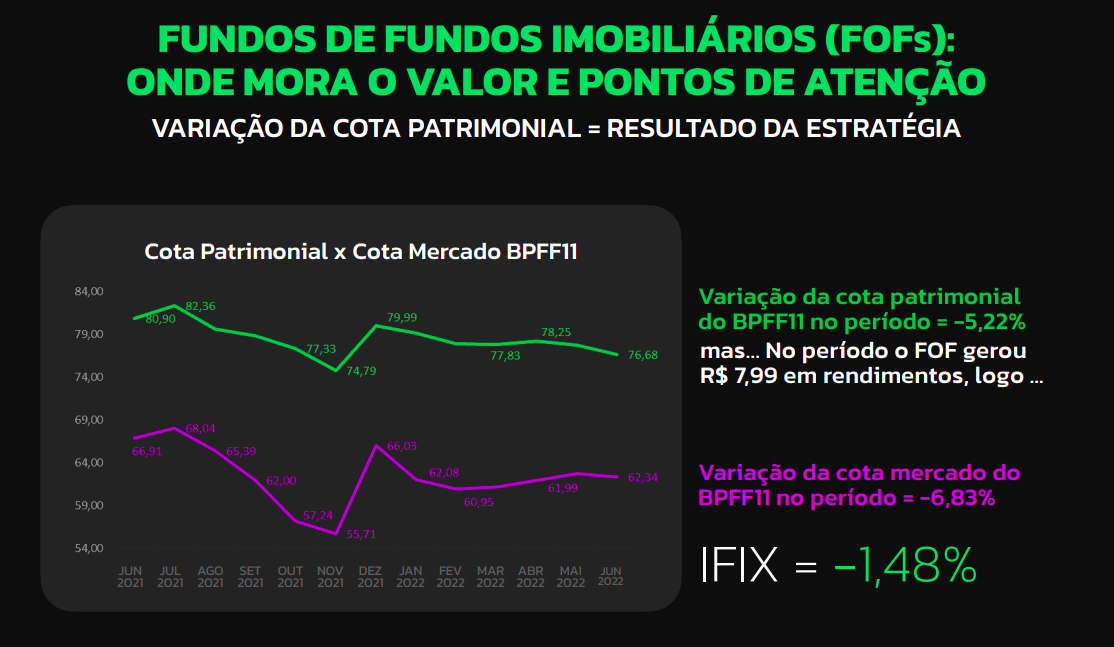 FUNDOS DE FUNDOS IMOBILIÁRIOS (FOFs):
ONDE MORA O VALOR E PONTOS DE ATENÇÃO
VARIAÇÃO DA COTA PATRIMONIAL = RESULTADO DA ESTRATÉGIA
Cota Patrimonial x Cota Mercado BPFF11
84,00
79,00
74,00
69,00
64,00
59,00
54,00
80,90
82,36
77,33
74,79
79,99
77,83
78,25
76,68
66,91
68,04
65,39
62,00
57,24
55,71
66,03
62,08
60,95
61,99
62,34
JUN 2021
JUL 2021
AGO 2021
SET 2021
OUT 2021
NOV 2021
DEZ 2021
JAN 2022
FEV 2022
MAR 2022
ABR 2022
MAI 2022
JUN 2022
Variação da cota patrimonial
do BPFF11 no período = -5,22%
mas... No período o FOF gerou
R$ 7,99 em rendimentos, logo ...
Variação da cota mercado do
BPFF11 no período = -6,83%
IFIX = -1,48%